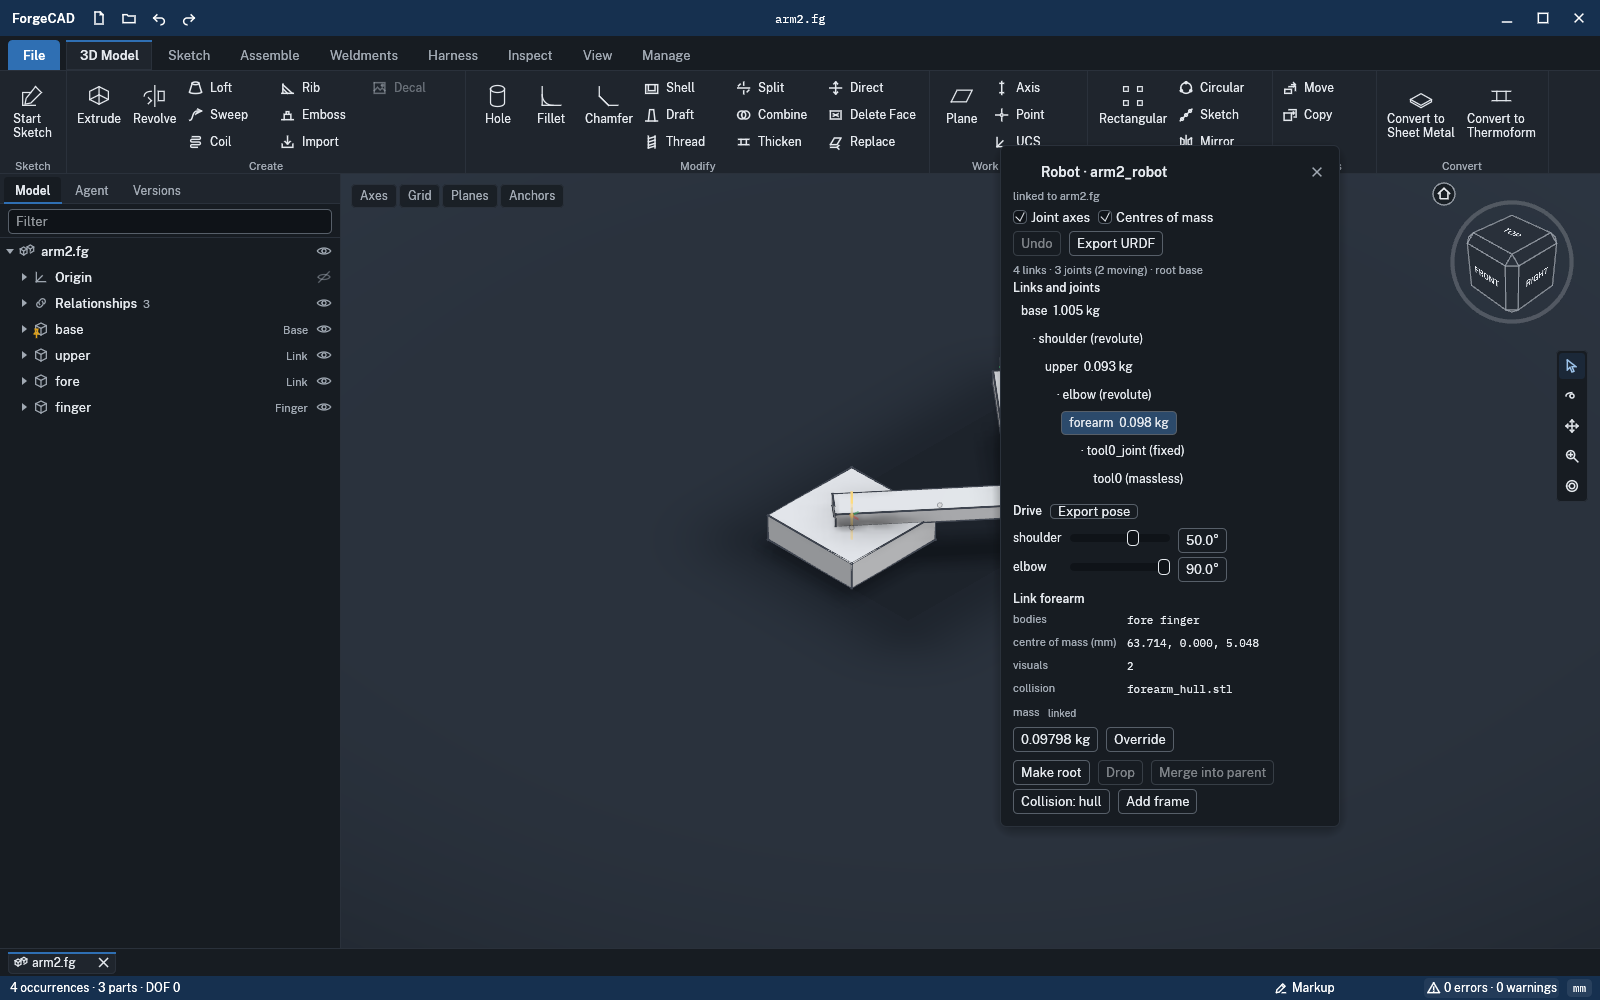 ForgeCAD
arm2.fg
File
3D Model
Sketch
Assemble
Weldments
Harness
Inspect
View
Manage
Start Sketch
Extrude
Revolve
Loft
Sweep
Coil
Rib
Emboss
Import
Decal
Hole
Fillet
Chamfer
Shell
Draft
Thread
Split
Combine
Thicken
Direct
Delete Face
Replace
Plane
Axis
Point
UCS
Rectangular
Circular
Sketch
Mirror
Move
Copy
Convert to Sheet Metal
Convert to Thermoform
Sketch
Create
Modify
Work
Convert
Model
Agent
Versions
Filter
arm2.fg
Origin
Relationships 3
base Base
upper Link
fore Link
finger Finger
Axes
Grid
Planes
Anchors
TOP
FRONT
RIGHT
Robot · arm2_robot
linked to arm2.fg
Joint axes
Centres of mass
Undo
Export URDF
4 links · 3 joints (2 moving) · root base
Links and joints
base 1.005 kg
· shoulder (revolute)
upper 0.093 kg
· elbow (revolute)
forearm 0.098 kg
· tool0_joint (fixed)
tool0 (massless)
Drive Export pose
shoulder 50.0°
elbow 90.0°
Link forearm
bodies fore finger
centre of mass (mm) 63.714, 0.000, 5.048
visuals 2
collision forearm_hull.stl
mass linked
0.09798 kg Override
Make root Drop Merge into parent
Collision: hull Add frame
arm2.fg
4 occurrences · 3 parts · DOF 0
Markup
0 errors · 0 warnings
mm